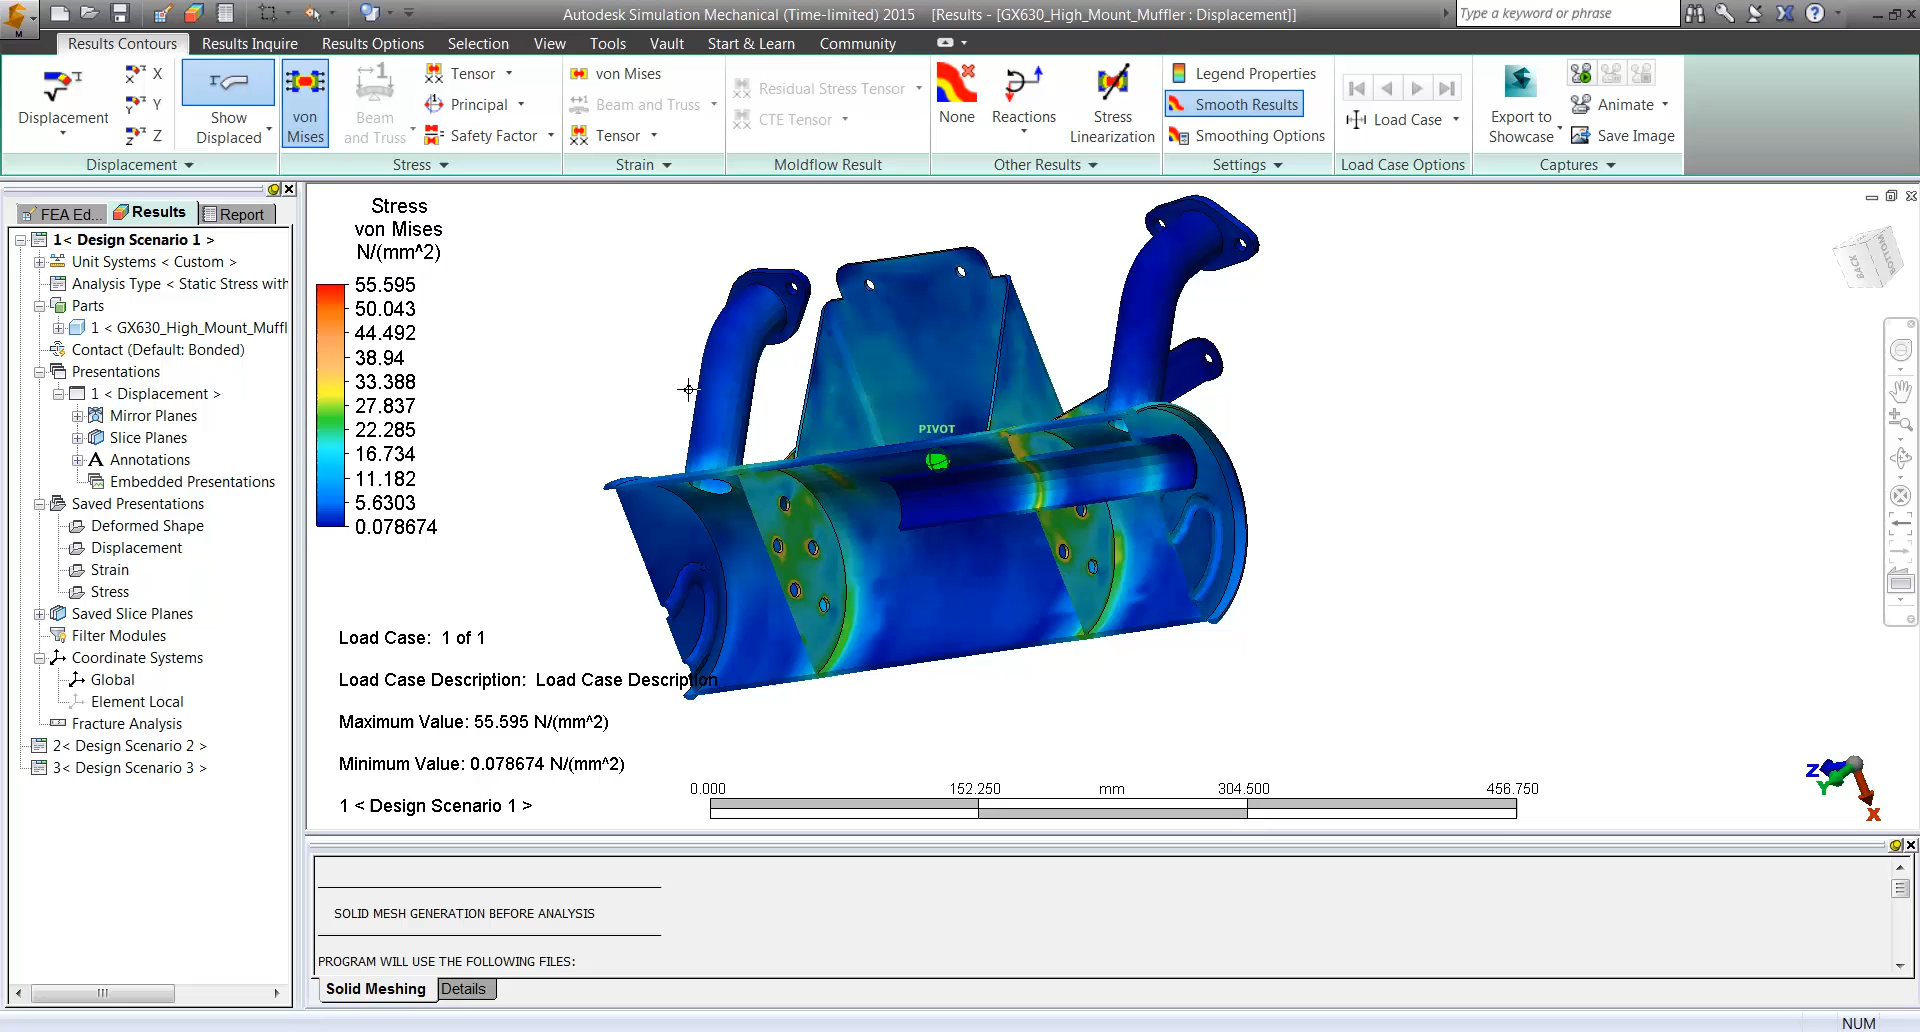 Autodesk Simulation Mechanical (Time-limited) 2015 [Results - [GX630_High_Mount_Muffler : Displacement]]
Type a keyword or phrase
M
Results Contours Results Inquire Results Options Selection View Tools Vault Start & Learn Community
Displacement
X
Y
Z
Show
Displaced
Displacement
von
Mises
Beam
and Truss
Tensor
Principal
Safety Factor
Stress
von Mises
Beam and Truss
Tensor
Strain
Residual Stress Tensor
CTE Tensor
Moldflow Result
None
Reactions
Stress
Linearization
Other Results
Legend Properties
Smooth Results
Smoothing Options
Settings
Load Case
Load Case Options
Export to
Showcase
Animate
Save Image
Captures
FEA Ed... Results Report
1< Design Scenario 1 >
Unit Systems < Custom >
Analysis Type < Static Stress with
Parts
1 < GX630_High_Mount_Muffl
Contact (Default: Bonded)
Presentations
1 < Displacement >
Mirror Planes
Slice Planes
A Annotations
Embedded Presentations
Saved Presentations
Deformed Shape
Displacement
Strain
Stress
Saved Slice Planes
Filter Modules
Coordinate Systems
Global
Element Local
Fracture Analysis
2< Design Scenario 2 >
3< Design Scenario 3 >
Stress
von Mises
N/(mm^2)
55.595
50.043
44.492
38.94
33.388
27.837
22.285
16.734
11.182
5.6303
0.078674
PIVOT
BACK
BOTTOM
Load Case: 1 of 1
Load Case Description: Load Case Description
Maximum Value: 55.595 N/(mm^2)
Minimum Value: 0.078674 N/(mm^2)
1 < Design Scenario 1 >
0.000 152.250 mm 304.500 456.750
Z
Y
X
SOLID MESH GENERATION BEFORE ANALYSIS
PROGRAM WILL USE THE FOLLOWING FILES:
Solid Meshing Details
NUM